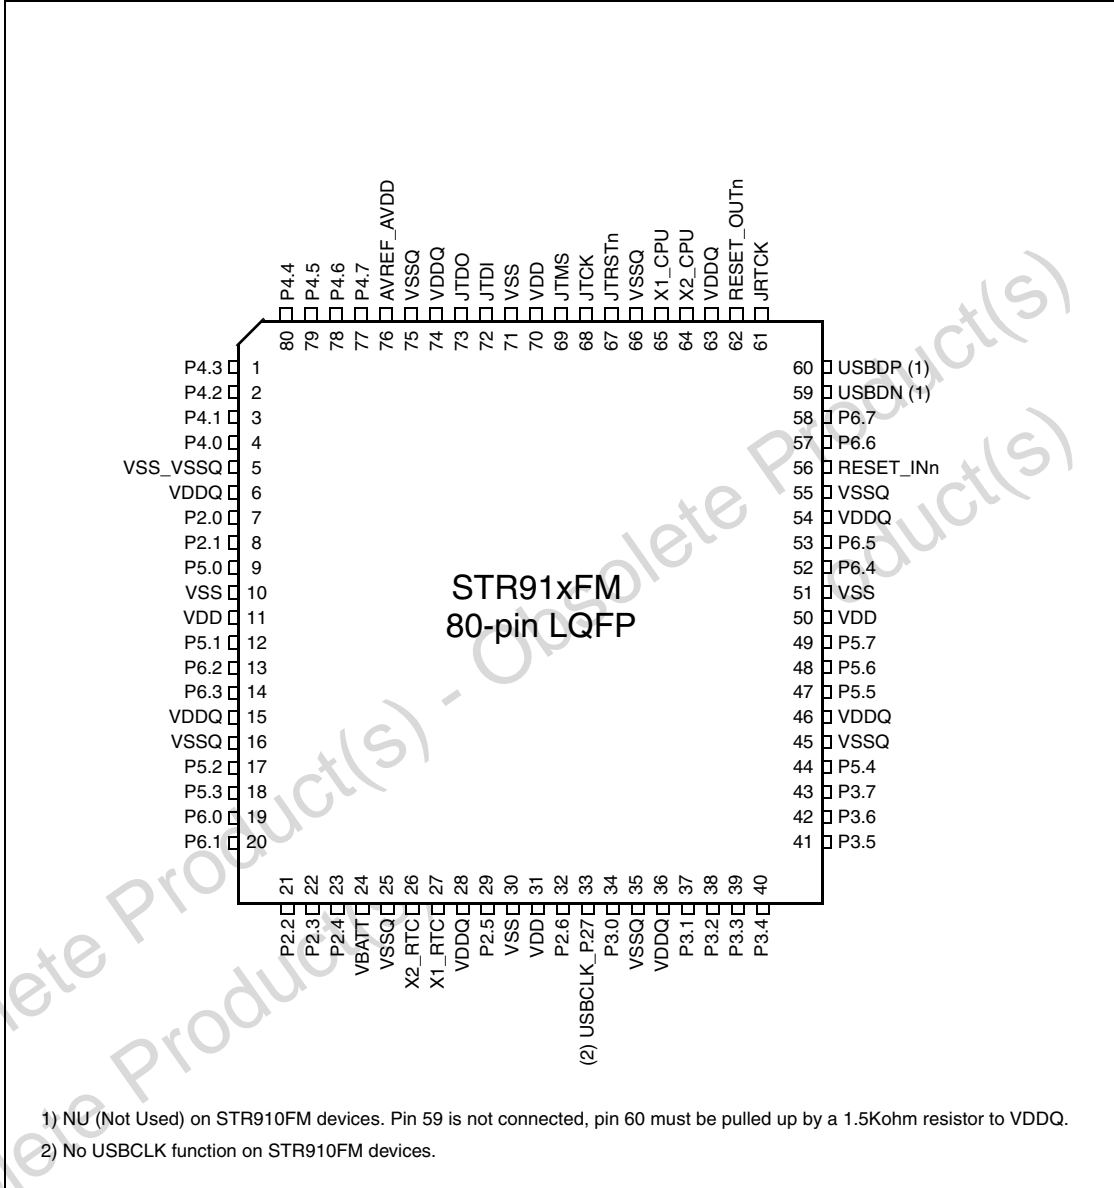 80 P4.4
79 P4.5
78 P4.6
77 P4.7
76 AVREF_AVDD
75 VSSQ
74 VDDQ
73 JTDO
72 JTDI
71 VSS
70 VDD
69 JTMS
68 JTCK
67 JTRSTn
66 VSSQ
65 X1_CPU
64 X2_CPU
63 VDDQ
62 RESET_OUTn
61 JRTCK
P4.3 1
P4.2 2
P4.1 3
P4.0 4
VSS_VSSQ 5
VDDQ 6
P2.0 7
P2.1 8
P5.0 9
VSS 10
VDD 11
P5.1 12
P6.2 13
P6.3 14
VDDQ 15
VSSQ 16
P5.2 17
P5.3 18
P6.0 19
P6.1 20
STR91xFM
80-pin LQFP
60 USBDP (1)
59 USBDN (1)
58 P6.7
57 P6.6
56 RESET_INn
55 VSSQ
54 VDDQ
53 P6.5
52 P6.4
51 VSS
50 VDD
49 P5.7
48 P5.6
47 P5.5
46 VDDQ
45 VSSQ
44 P5.4
43 P3.7
42 P3.6
41 P3.5
P2.2 21
P2.3 22
P2.4 23
VBATT 24
VSSQ 25
X2_RTC 26
X1_RTC 27
VDDQ 28
P2.5 29
VSS 30
VDD 31
P2.6 32
(2) USBCLK_P.27 33
P3.0 34
VSSQ 35
VDDQ 36
P3.1 37
P3.2 38
P3.3 39
P3.4 40
1) NU (Not Used) on STR910FM devices. Pin 59 is not connected, pin 60 must be pulled up by a 1.5Kohm resistor to VDDQ.
2) No USBCLK function on STR910FM devices.
lete Product(s) - Obsolete Product(s)
lete Product(s)
oduct(s)